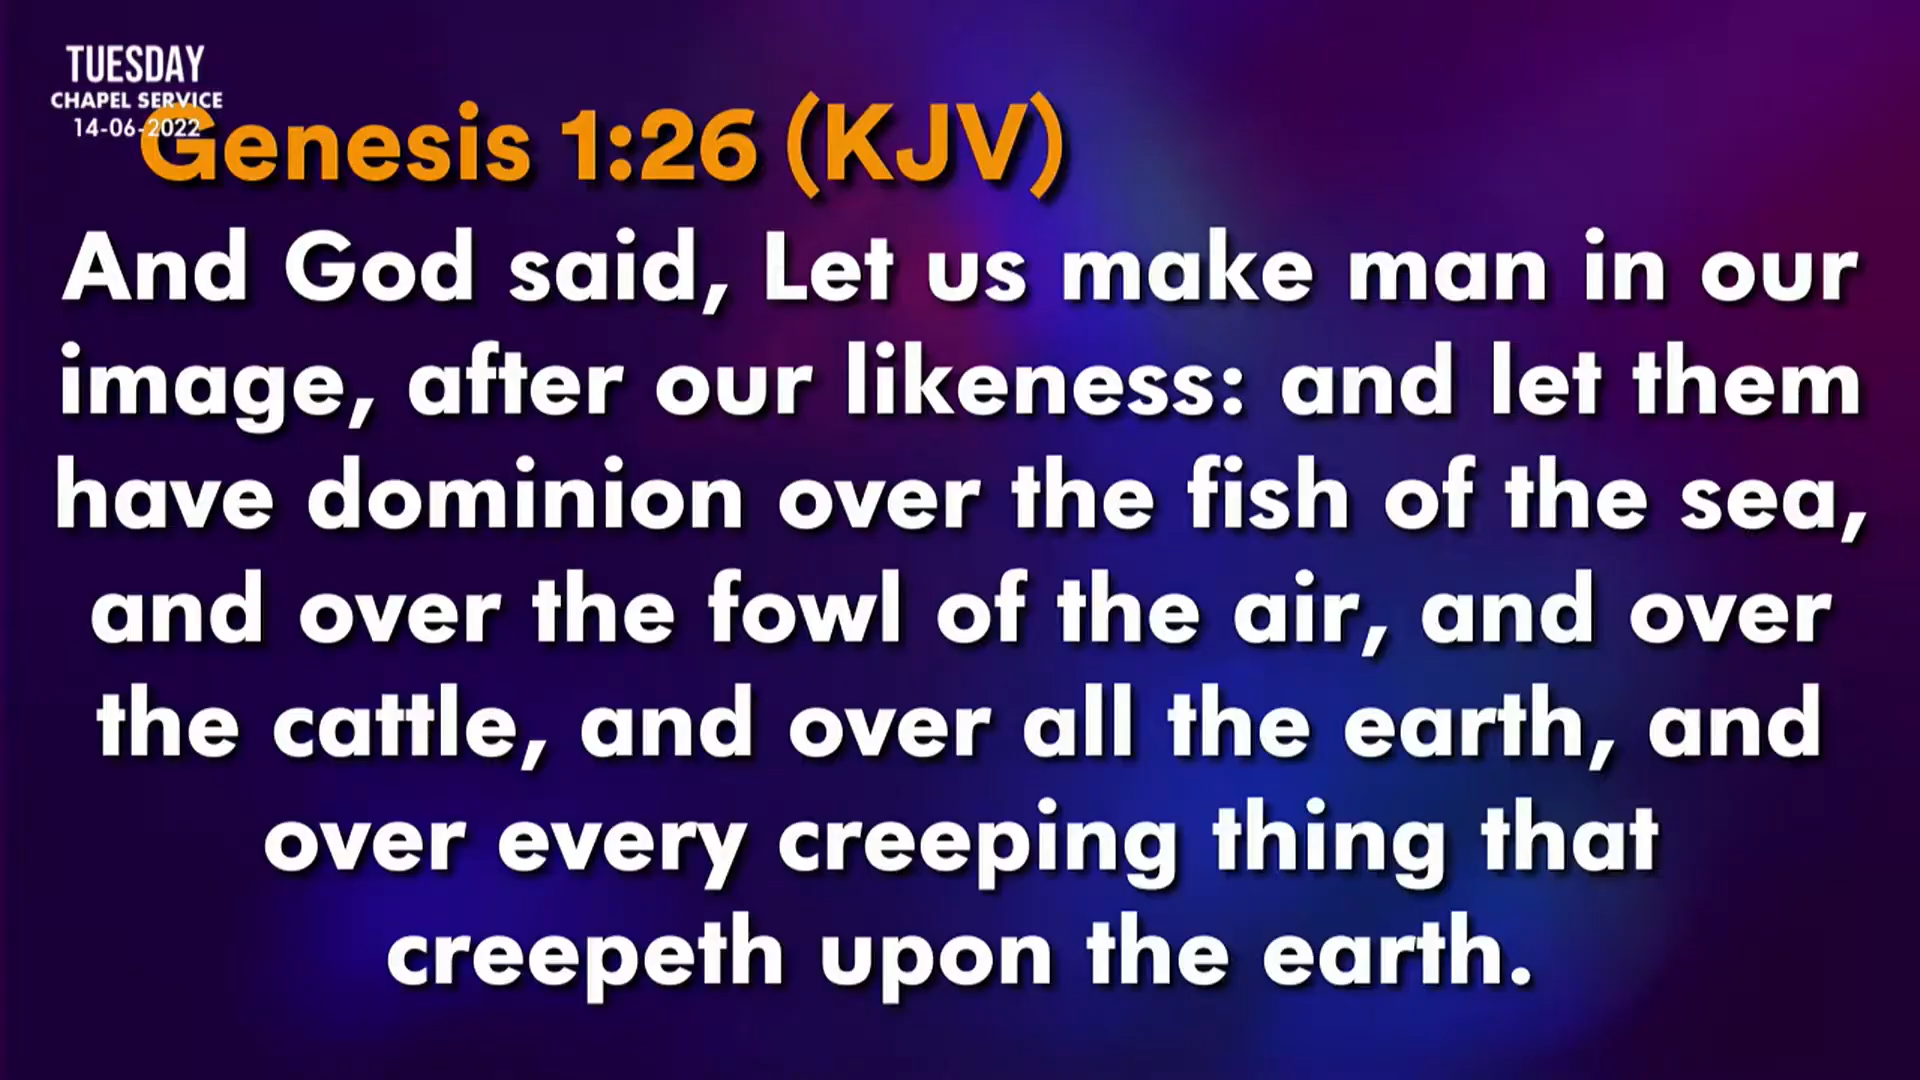 TUESDAY
CHAPEL SERVICE
14-06-2022
Genesis 1:26 (KJV)
And God said, Let us make man in our
image, after our likeness: and let them
have dominion over the fish of the sea,
and over the fowl of the air, and over
the cattle, and over all the earth, and
over every creeping thing that
creepeth upon the earth.